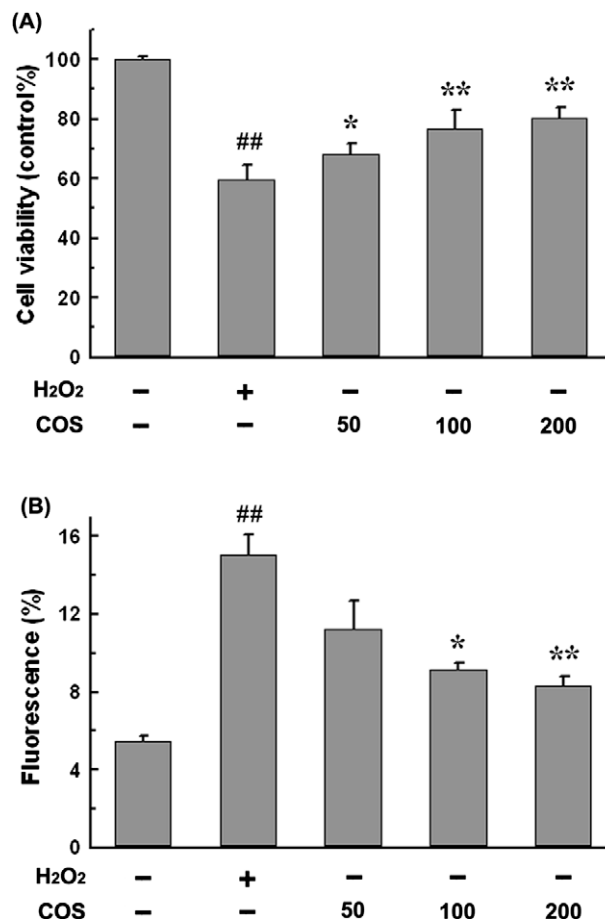 (A)
Cell viability (control%)
100
80
60
40
20
0
##
*
**
**
H2O2 − + − − −
COS − − 50 100 200
(B)
Fluorescence (%)
16
12
8
4
0
##
*
**
H2O2 − + − − −
COS − − 50 100 200